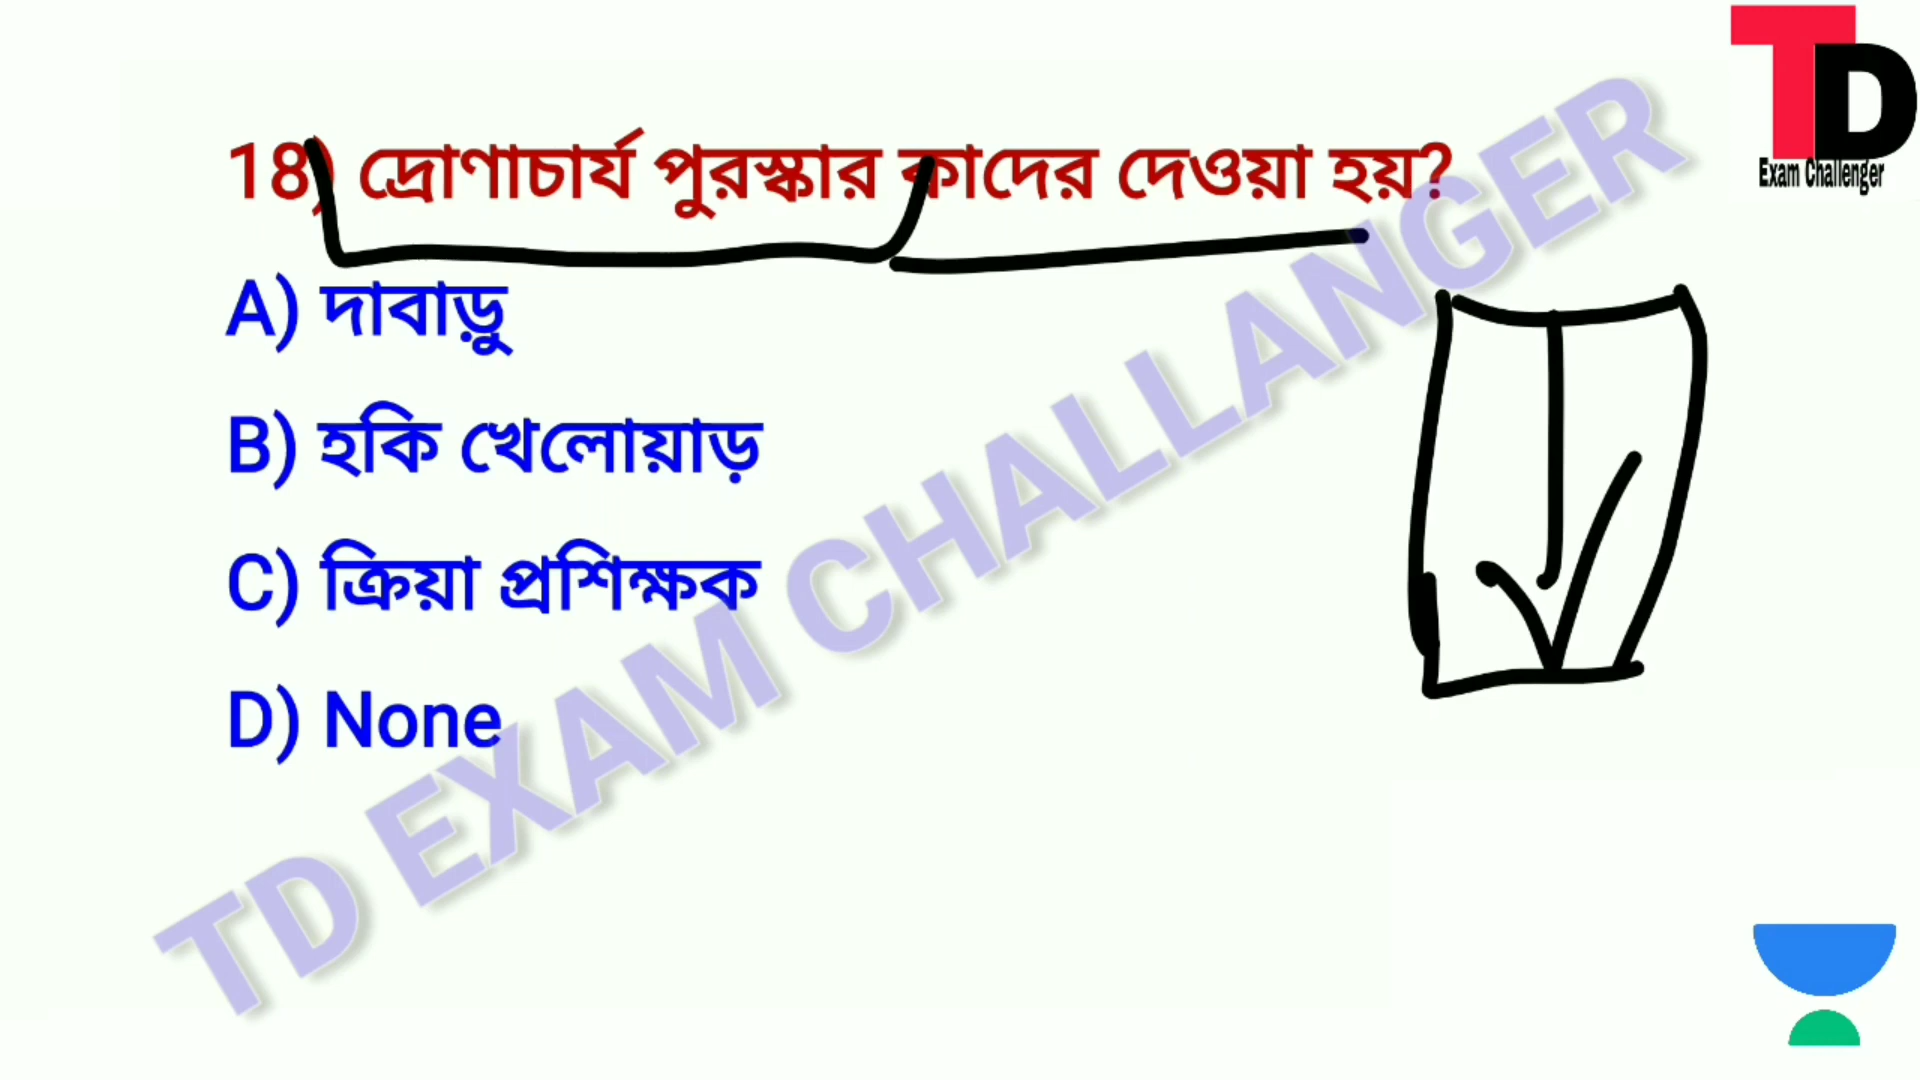 18) দ্রোণাচার্য পুরস্কার কাদের দেওয়া হয়?
A) দাবাড়ু
B) হকি খেলোয়াড়
C) ক্রিয়া প্রশিক্ষক
D) None
TD EXAM CHALLANGER
TD
Exam Challenger